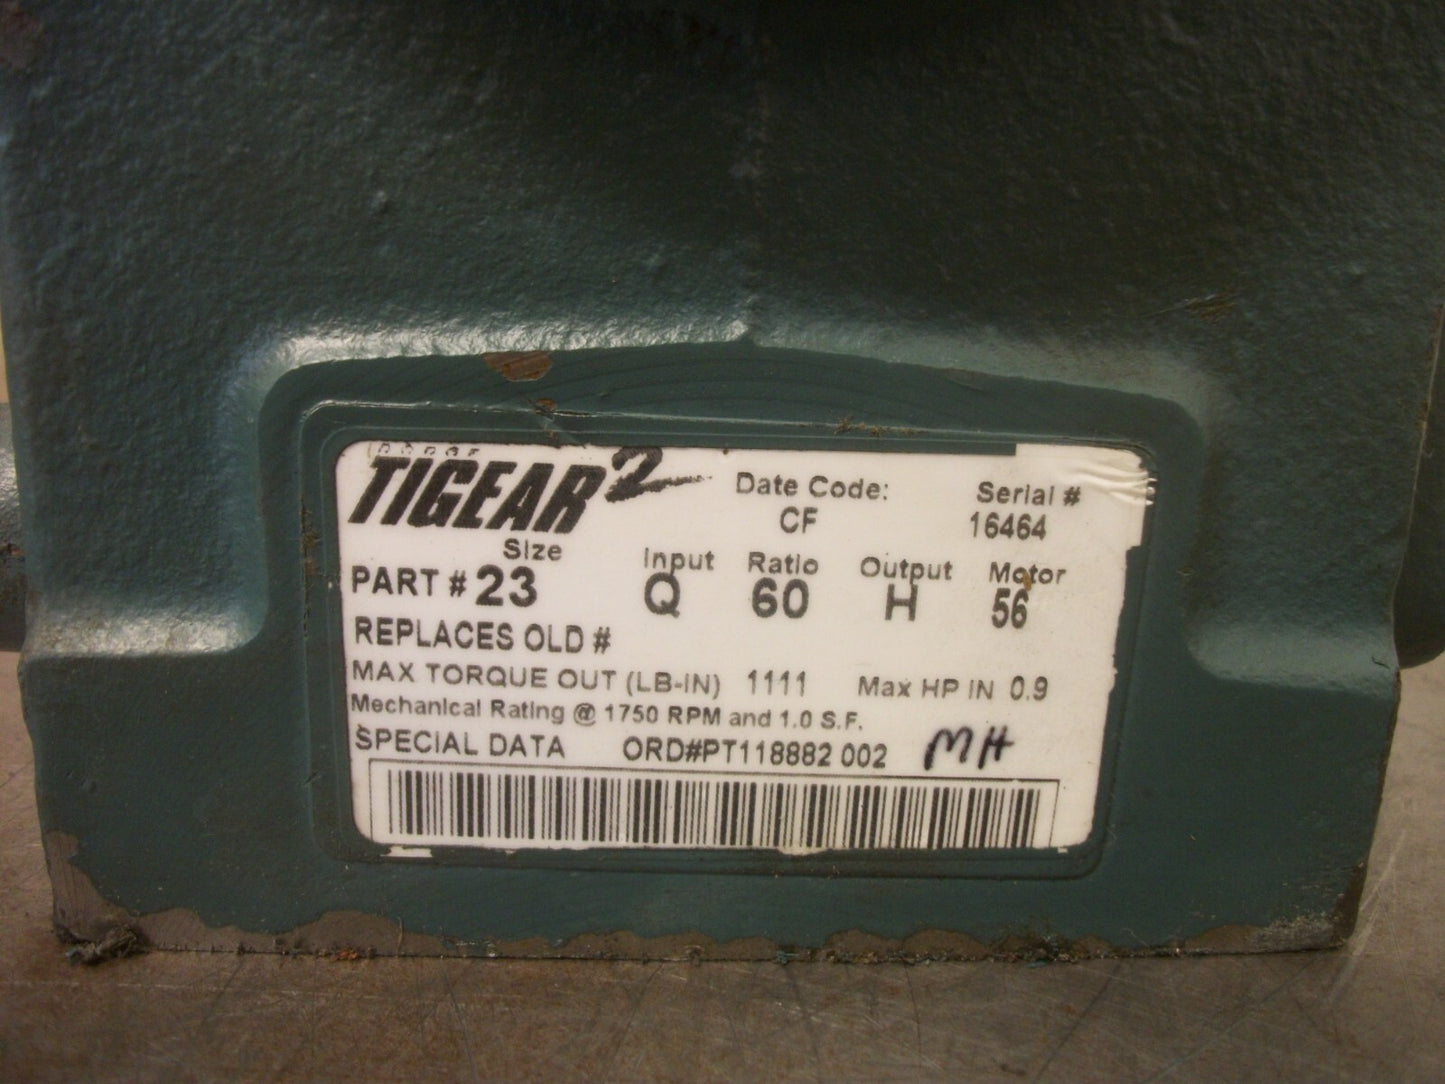 DODGE
TIGEAR 2
Date Code: Serial #
CF 16464
Size Input Ratio Output Motor
PART # 23 Q 60 H 56
REPLACES OLD #
MAX TORQUE OUT (LB-IN) 1111 Max HP IN 0.9
Mechanical Rating @ 1750 RPM and 1.0 S.F.
SPECIAL DATA ORD#PT118882 002 MH